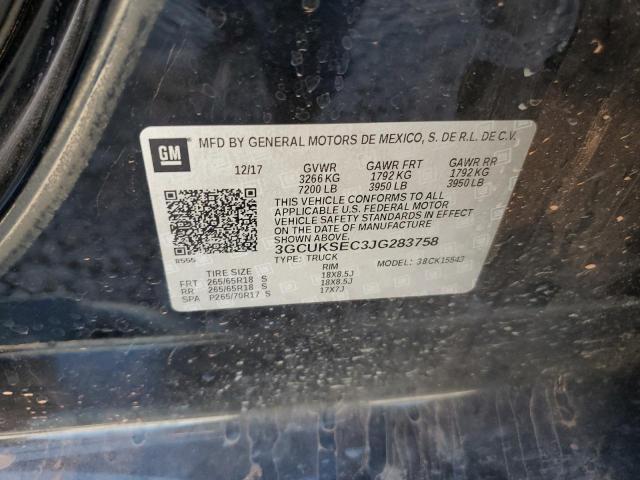 GM
MFD BY GENERAL MOTORS DE MEXICO, S. DE R.L. DE C.V.
12/17 GVWR GAWR FRT GAWR RR
3266 KG 1792 KG 1792 KG
7200 LB 3950 LB 3950 LB
THIS VEHICLE CONFORMS TO ALL
APPLICABLE U.S. FEDERAL MOTOR
VEHICLE SAFETY STANDARDS IN EFFECT
ON THE DATE OF MANUFACTURE
SHOWN ABOVE.
3GCUKSEC3JG283758
TYPE: TRUCK MODEL: 38CK15543
TIRE SIZE RIM
FRT 265/65R18 S 18X8.5J
RR 265/65R18 S 18X8.5J
SPA P265/70R17 S 17X7J